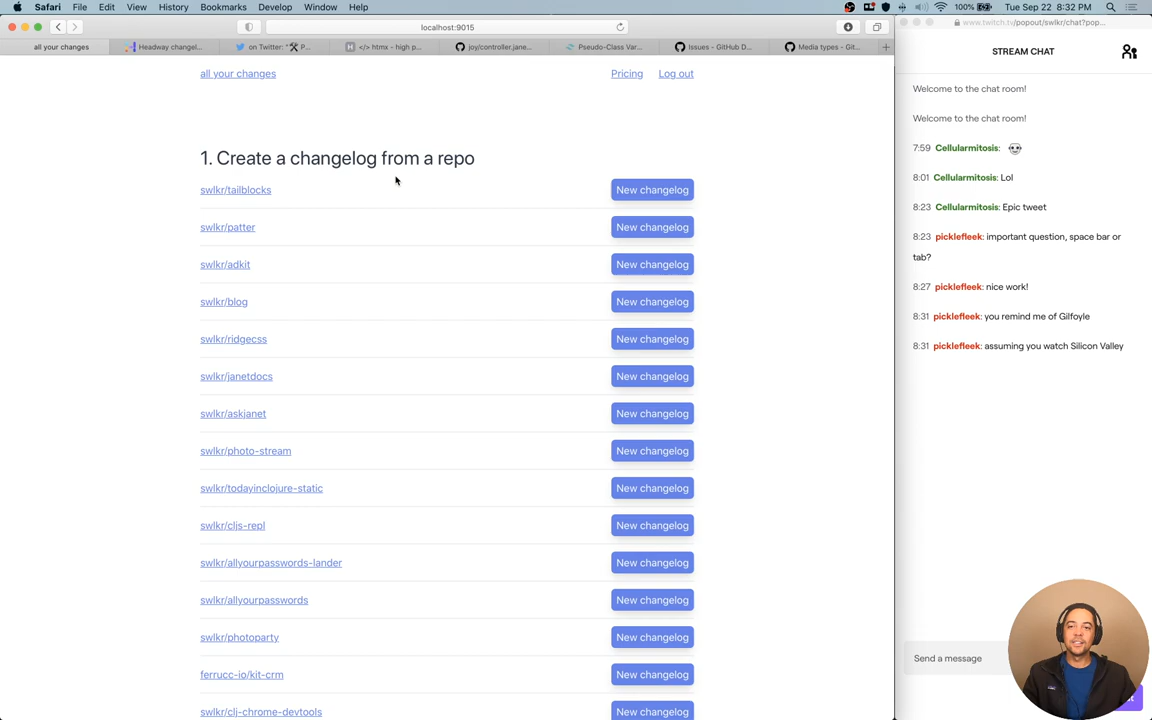 Safari File Edit View History Bookmarks Develop Window Help 100% Tue Sep 22 8:32 PM
localhost:9015
www.twitch.tv/popout/swlkr/chat?pop...
all your changes
Headway changel...
on Twitter: "🛠 P...
</> htmx - high p...
joy/controller.jane...
Pseudo-Class Var...
Issues - GitHub D...
Media types - Git...
all your changes Pricing Log out
1. Create a changelog from a repo
swlkr/tailblocks New changelog
swlkr/patter New changelog
swlkr/adkit New changelog
swlkr/blog New changelog
swlkr/ridgecss New changelog
swlkr/janetdocs New changelog
swlkr/askjanet New changelog
swlkr/photo-stream New changelog
swlkr/todayinclojure-static New changelog
swlkr/cljs-repl New changelog
swlkr/allyourpasswords-lander New changelog
swlkr/allyourpasswords New changelog
swlkr/photoparty New changelog
ferrucc-io/kit-crm New changelog
swlkr/clj-chrome-devtools New changelog
STREAM CHAT
Welcome to the chat room!
Welcome to the chat room!
7:59 Cellularmitosis:
8:01 Cellularmitosis: Lol
8:23 Cellularmitosis: Epic tweet
8:23 picklefleek: important question, space bar or
tab?
8:27 picklefleek: nice work!
8:31 picklefleek: you remind me of Gilfoyle
8:31 picklefleek: assuming you watch Silicon Valley
Send a message